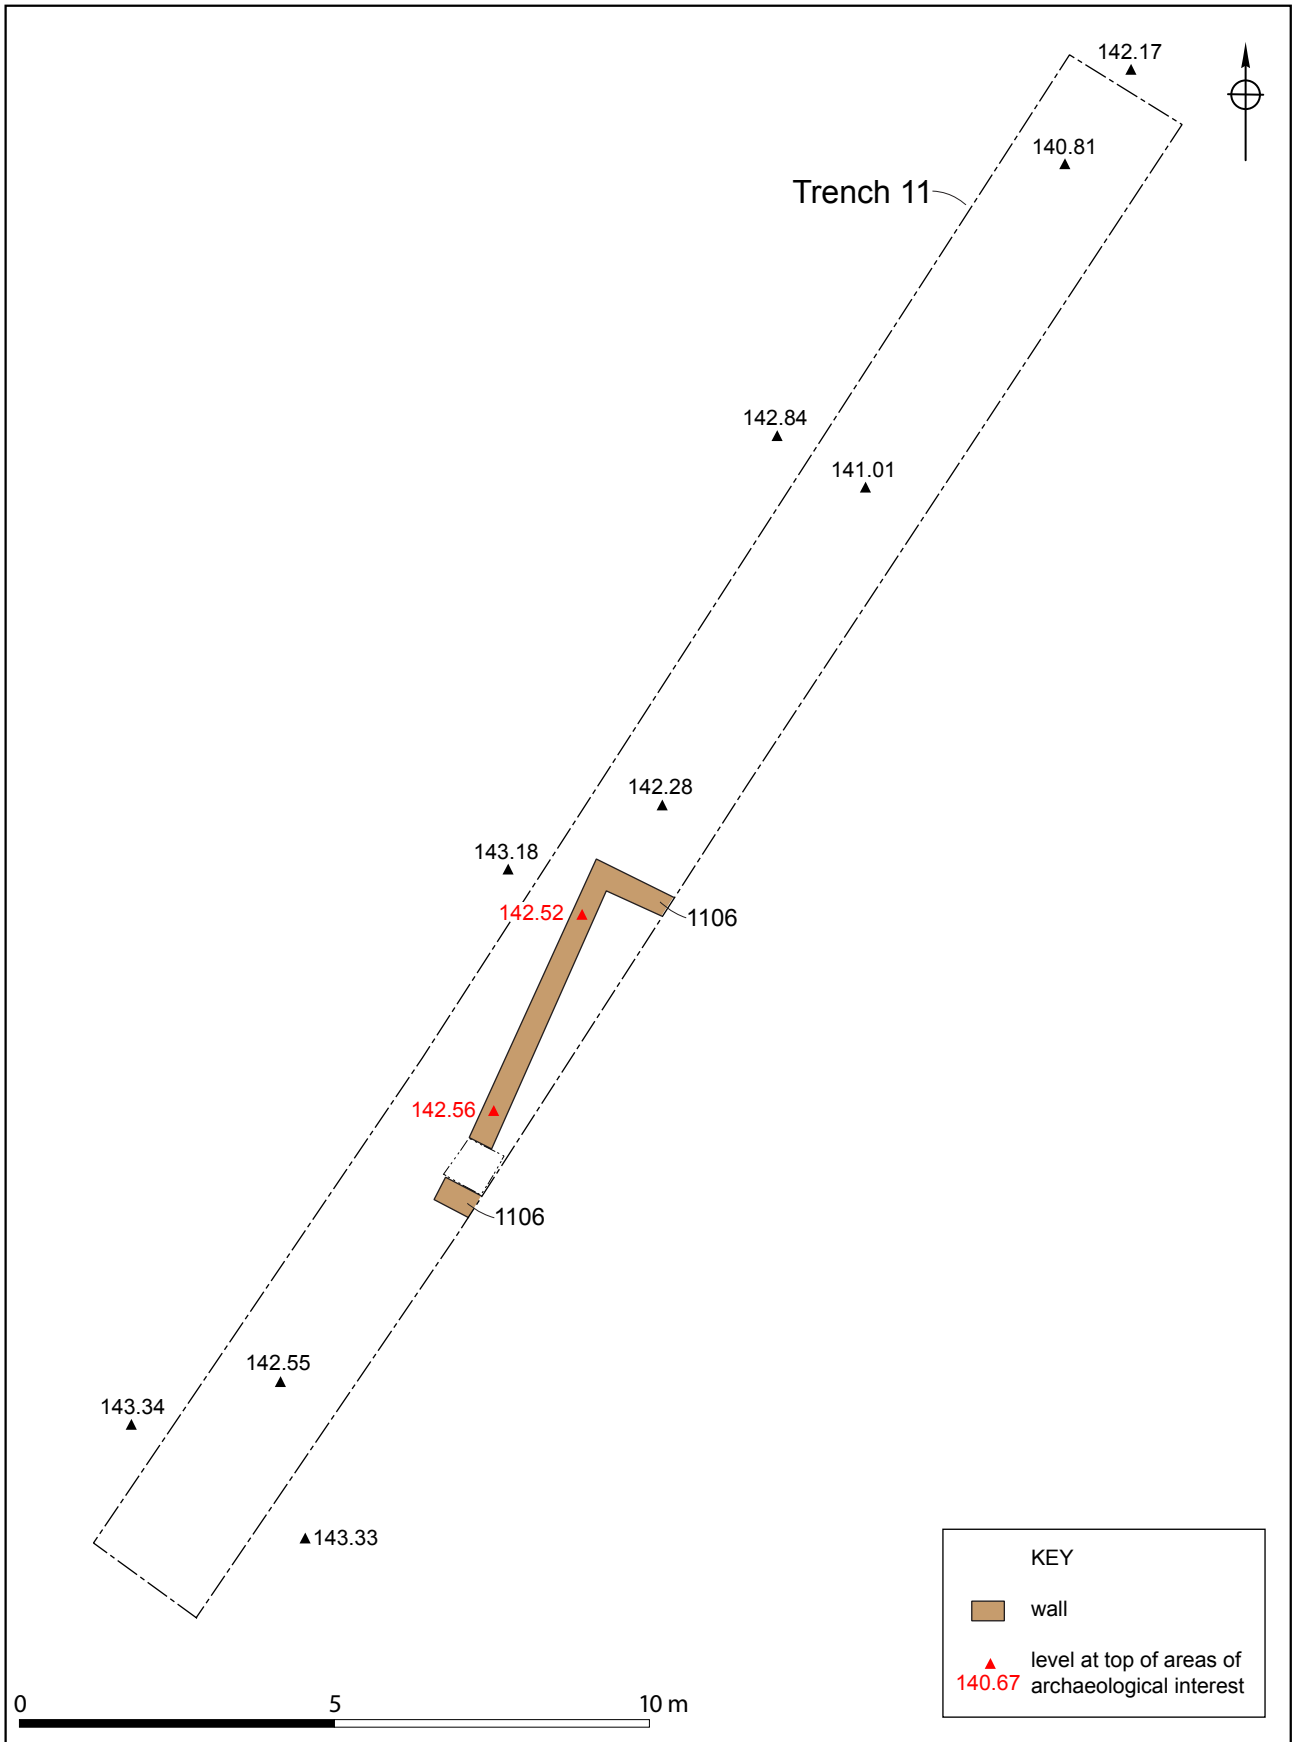 142.17
140.81
Trench 11
142.84
141.01
142.28
143.18
142.52
1106
142.56
1106
142.55
143.34
143.33
KEY
wall
level at top of areas of
140.67 archaeological interest
0 5 10 m